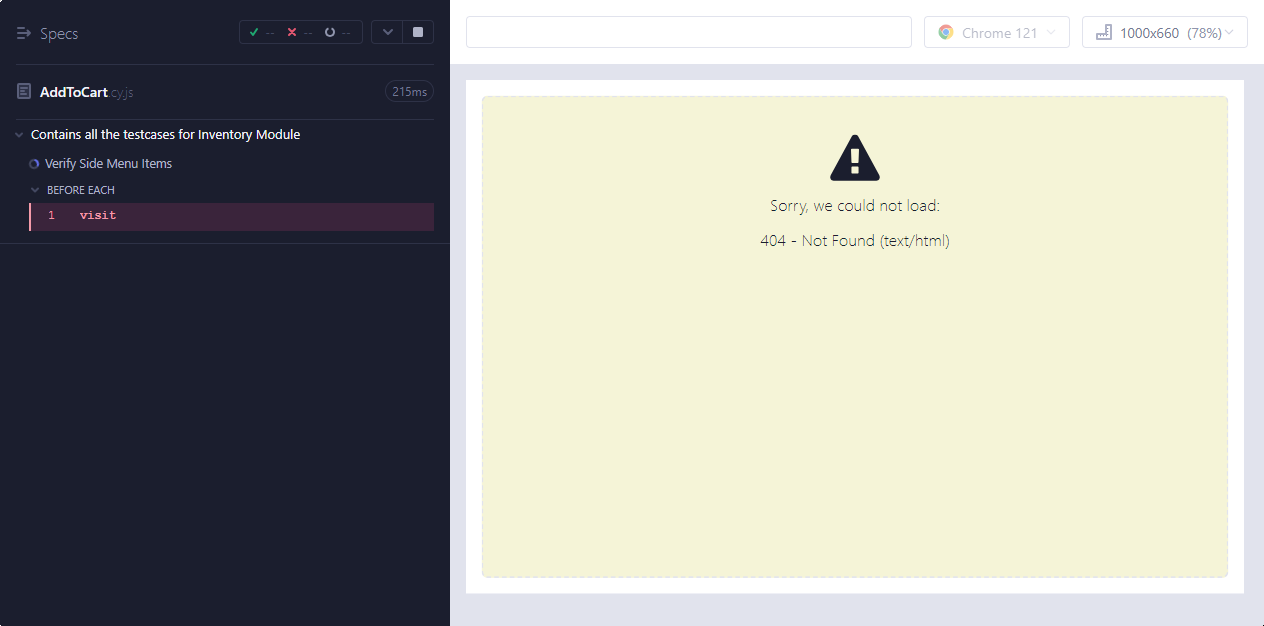 Specs
-- -- --
AddToCart cy.js
215ms
Contains all the testcases for Inventory Module
Verify Side Menu Items
BEFORE EACH
1 visit
Chrome 121
1000x660 (78%)
Sorry, we could not load:
404 - Not Found (text/html)